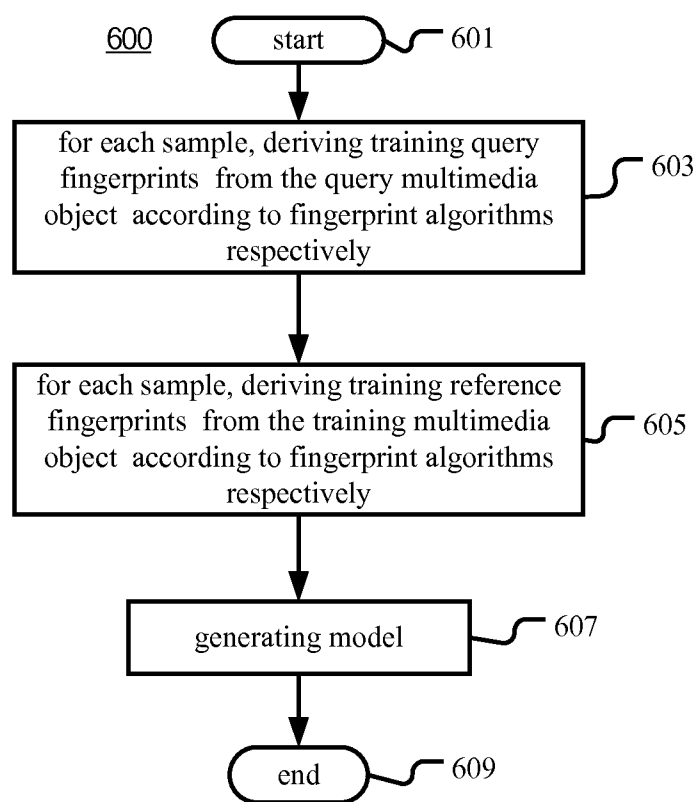 600
start
601
for each sample, deriving training query
fingerprints from the query multimedia
object according to fingerprint algorithms
respectively
603
for each sample, deriving training reference
fingerprints from the training multimedia
object according to fingerprint algorithms
respectively
605
generating model
607
end
609